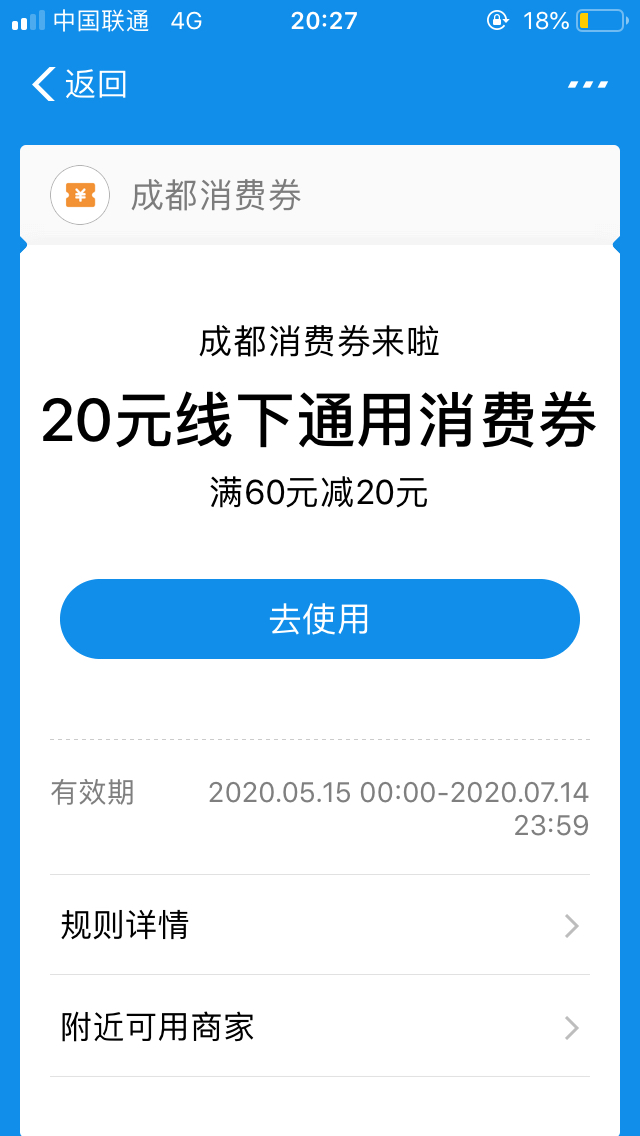 中国联通 4G 20:27 18%
返回
成都消费券
成都消费券来啦
20元线下通用消费券
满60元减20元
去使用
有效期 2020.05.15 00:00-2020.07.14
23:59
规则详情
附近可用商家